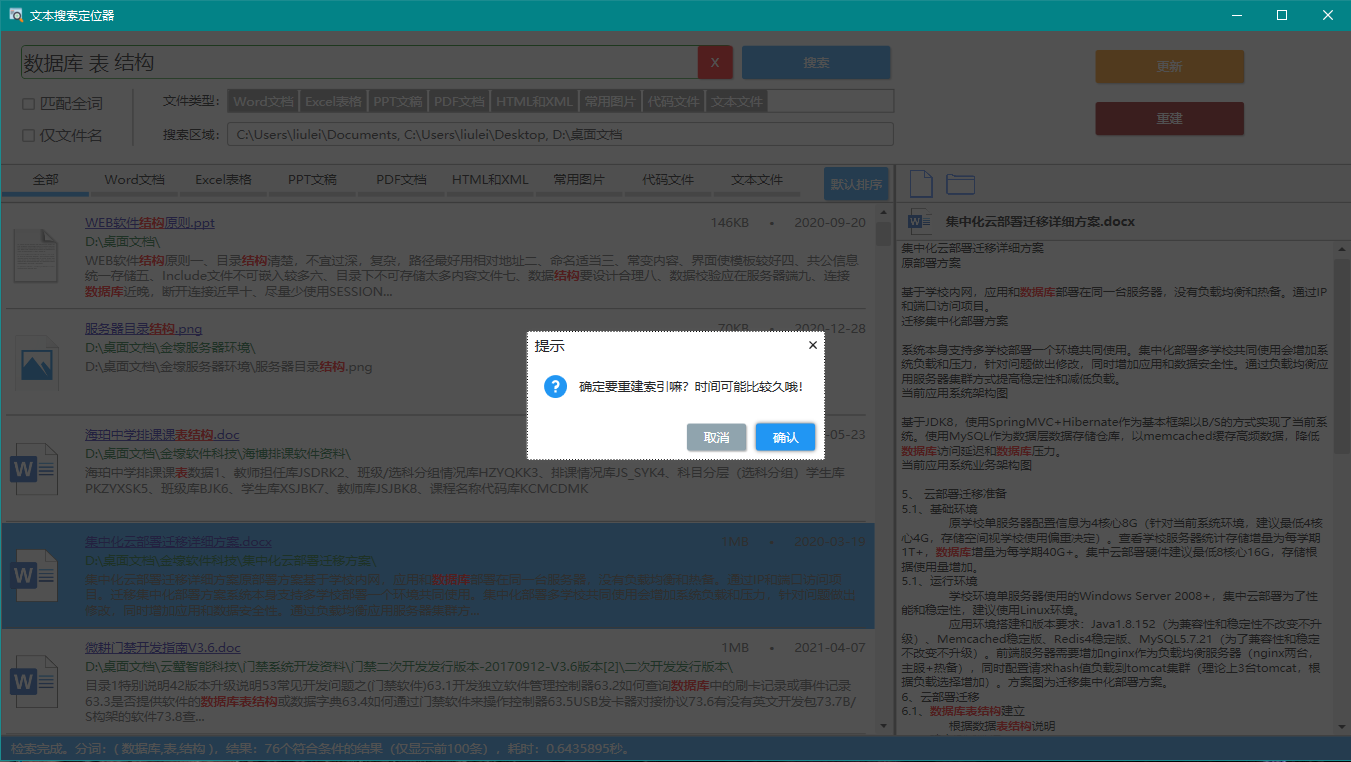 文本搜索定位器
数据库 表 结构
X
搜索
更新
匹配全词
文件类型:
Word文档 Excel表格 PPT文稿 PDF文档 HTML和XML 常用图片 代码文件 文本文件
重建
仅文件名
搜索区域:
C:\Users\liulei\Documents, C:\Users\liulei\Desktop, D:\桌面文档
全部 Word文档 Excel表格 PPT文稿 PDF文档 HTML和XML 常用图片 代码文件 文本文件
默认排序
WEB软件结构原则.ppt 146KB • 2020-09-20
D:\桌面文档\
WEB软件结构原则一、目录结构清楚，不宜过深，复杂，路径最好用相对地址二、命名适当三、常变内容、界面使模板较好四、共公信息
统一存储五、Include文件不可嵌入较多六、目录下不可存储太多内容文件七、数据结构要设计合理八、数据校验应在服务器端九、连接
数据库近晚，断开连接近早十、尽量少使用SESSION...
服务器目录结构.png 70KB • 2020-12-28
D:\桌面文档\金壕服务器环境\
D:\桌面文档\金壕服务器环境\服务器目录结构.png
海珀中学排课课表结构.doc
-05-23
D:\桌面文档\金壕软件科技\海博排课软件资料\
海珀中学排课课表数据1、教师担任库JSDRK2、班级/选科分组情况库HZYQKK3、排课情况库JS_SYK4、科目分层（选科分组）学生库
PKZYXSK5、班级库BJK6、学生库XSJBK7、教师库JSJBK8、课程名称代码库KCMCDMK
集中化云部署迁移详细方案.docx 1MB • 2020-03-19
D:\桌面文档\金壕软件科技\集中化云部署迁移方案\
集中化云部署迁移详细方案原部署方案基于学校内网，应用和数据库部署在同一台服务器，没有负载均衡和热备。通过IP和端口访问项
目。迁移集中化部署方案系统本身支持多学校部署一个环境共同使用。集中化部署多学校共同使用会增加系统负载和压力，针对问题做出
修改，同时增加应用和数据安全性。通过负载均衡应用服务器集群方...
微耕门禁开发指南V3.6.doc 1MB • 2021-04-07
D:\桌面文档\云蟹智能科技\门禁系统开发资料\门禁二次开发发行版本-20170912-V3.6版本[2]\二次开发发行版本\
目录1特别说明42版本升级说明53常见开发问题之(门禁软件)63.1开发独立软件管理控制器63.2如何查询数据库中的刷卡记录或事件记录
63.3是否提供软件的数据库表结构或数据字典63.4如何通过门禁软件来操作控制器63.5USB发卡器对接协议73.6有没有英文开发包73.7B/
S构架的软件73.8查...
集中化云部署迁移详细方案.docx
集中化云部署迁移详细方案
原部署方案
基于学校内网，应用和数据库部署在同一台服务器，没有负载均衡和热备。通过IP
和端口访问项目。
迁移集中化部署方案
系统本身支持多学校部署一个环境共同使用。集中化部署多学校共同使用会增加系
统负载和压力，针对问题做出修改，同时增加应用和数据安全性。通过负载均衡应
用服务器集群方式提高稳定性和减低负载。
当前应用系统架构图
基于JDK8，使用SpringMVC+Hibernate作为基本框架以B/S的方式实现了当前系
统。使用MySQL作为数据层数据存储仓库，以memcached缓存高频数据，降低
数据库访问延迟和数据库压力。
当前应用系统业务架构图
5、 云部署迁移准备
5.1、基础环境
原学校单服务器配置信息为4核心8G（针对当前系统环境，建议最低4核
心4G，存储空间视学校使用偏重决定）。查看学校服务器统计存储增量为每学期
1T+，数据库增量为每学期40G+。集中云部署硬件建议最低8核心16G，存储根
据使用量增加。
5.1、运行环境
学校环境单服务器使用的Windows Server 2008+，集中云部署为了性
能和稳定性，建议使用Linux环境。
应用环境搭建和版本要求：Java1.8.152（为兼容性和稳定性不改变不升
级）、Memcached稳定版、Redis4稳定版、MySQL5.7.21（为了兼容性和稳定
不改变不升级）。前端服务器需要增加nginx作为负载均衡服务器（nginx两台，
主服+热备），同时配置请求hash值负载到tomcat集群（理论上3台tomcat，根
据负载选择增加）。方案图为迁移集中化部署方案。
6、云部署迁移
6.1、数据库表结构建立
根据数据表结构说明
提示
确定要重建索引嘛？时间可能比较久哦!
取消
确认
检索完成。分词：( 数据库,表,结构 )，结果：76个符合条件的结果（仅显示前100条），耗时：0.6435895秒。